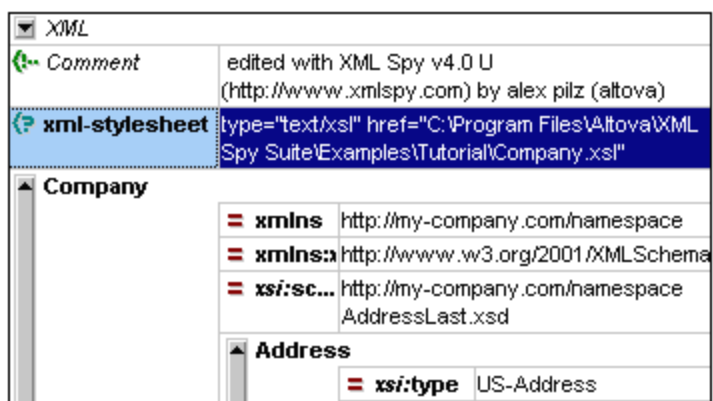 XML
Comment edited with XML Spy v4.0 U
(http://www.xmlspy.com) by alex pilz (altova)
xml-stylesheet type="text/xsl" href="C:\Program Files\Altova\XML
Spy Suite\Examples\Tutorial\Company.xsl"
Company
= xmlns http://my-company.com/namespace
= xmlns:x http://www.w3.org/2001/XMLSchema
= xsi:sc... http://my-company.com/namespace
AddressLast.xsd
Address
= xsi:type US-Address